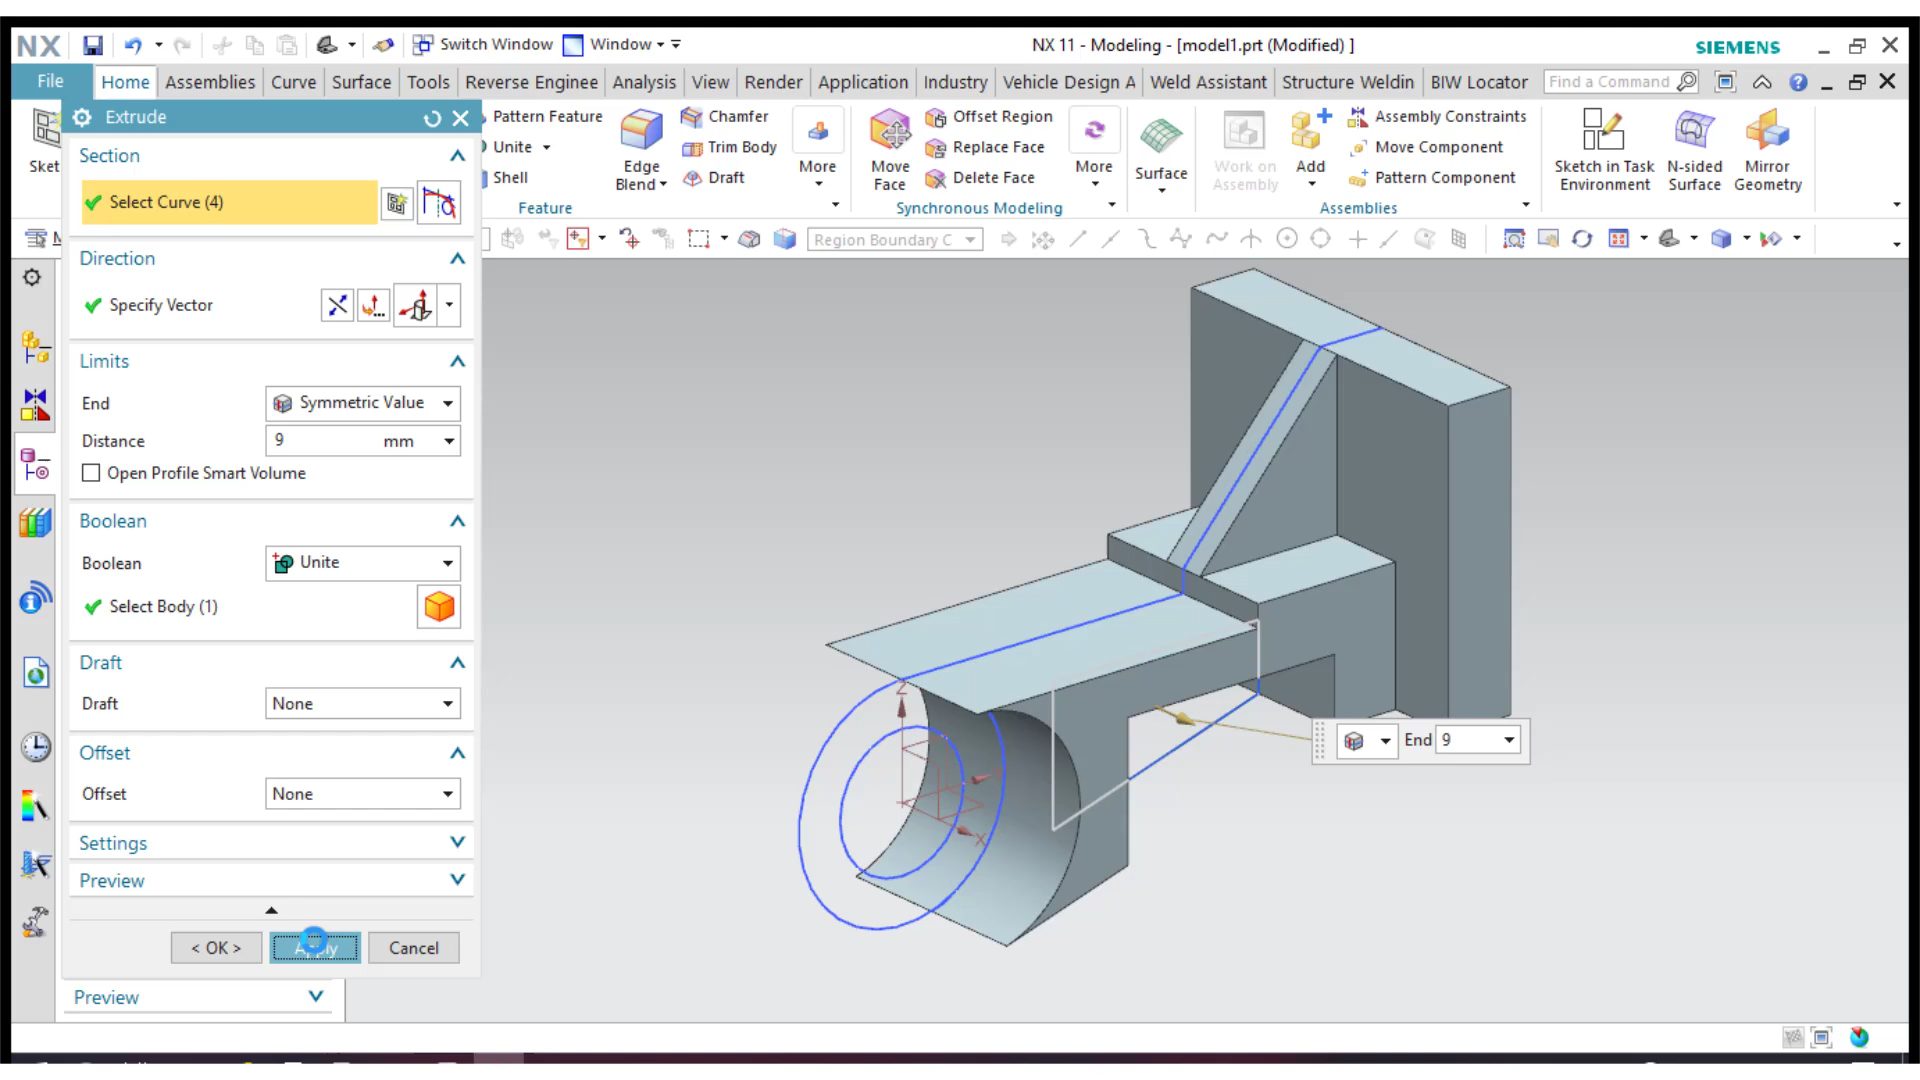 NX Switch Window Window NX 11 - Modeling - [model1.prt (Modified) ] SIEMENS
File Home Assemblies Curve Surface Tools Reverse Enginee Analysis View Render Application Industry Vehicle Design A Weld Assistant Structure Weldin BIW Locator Find a Command
Extrude
Pattern Feature
Unite
Shell
Edge
Blend
Chamfer
Trim Body
Draft
More
Feature
Move
Face
Offset Region
Replace Face
Delete Face
More
Synchronous Modeling
Surface
Work on
Assembly
Add
Assembly Constraints
Move Component
Pattern Component
Assemblies
Sketch in Task
Environment
N-sided
Surface
Mirror
Geometry
Sket
M
Region Boundary C
Section
Select Curve (4)
Direction
Specify Vector
Limits
End Symmetric Value
Distance 9 mm
Open Profile Smart Volume
Boolean
Boolean Unite
Select Body (1)
Draft
Draft None
Offset
Offset None
Settings
Preview
< OK > Apply Cancel
Preview
Z
X
End 9